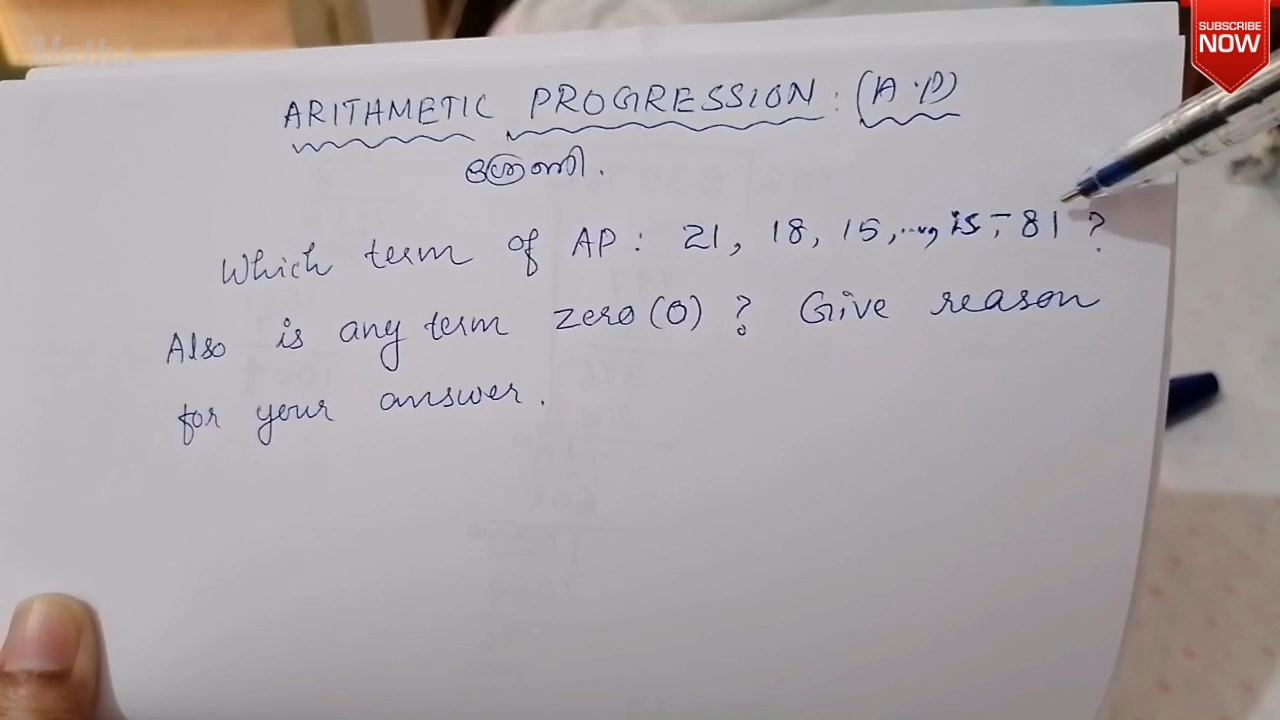 Maths
SUBSCRIBE
NOW
ARITHMETIC PROGRESSION : (A.P)
ശ്രേണി.
Which term of AP : 21, 18, 15, ..., is -81 ?
Also is any term zero (0) ? Give reason
for your answer.